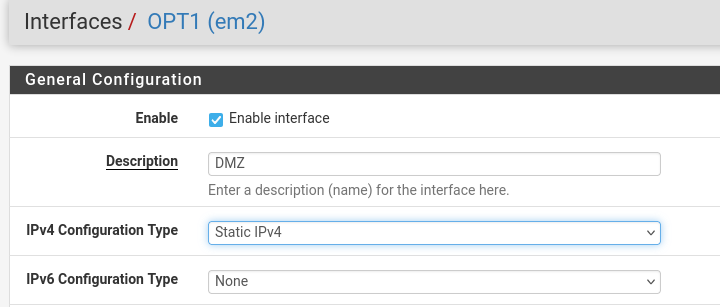 Interfaces / OPT1 (em2)
General Configuration
Enable Enable interface
Description DMZ
Enter a description (name) for the interface here.
IPv4 Configuration Type Static IPv4
IPv6 Configuration Type None